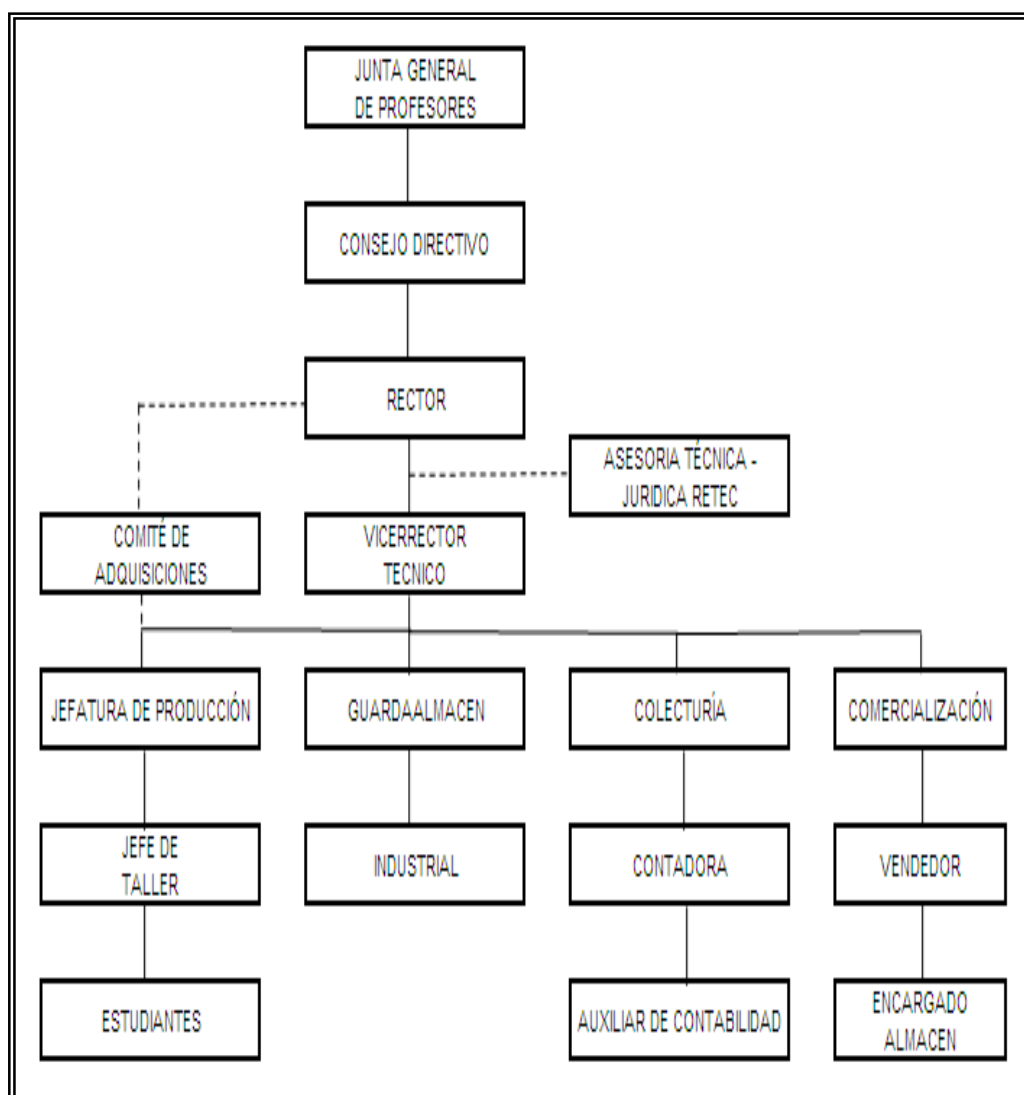 JUNTA GENERAL
DE PROFESORES
CONSEJO DIRECTIVO
RECTOR
ASESORIA TÉCNICA -
JURIDICA RETEC
COMITÉ DE
ADQUISICIONES
VICERRECTOR
TECNICO
JEFATURA DE PRODUCCIÓN
GUARDAALMACEN
COLECTURÍA
COMERCIALIZACIÓN
JEFE DE
TALLER
INDUSTRIAL
CONTADORA
VENDEDOR
ESTUDIANTES
AUXILIAR DE CONTABILIDAD
ENCARGADO
ALMACEN